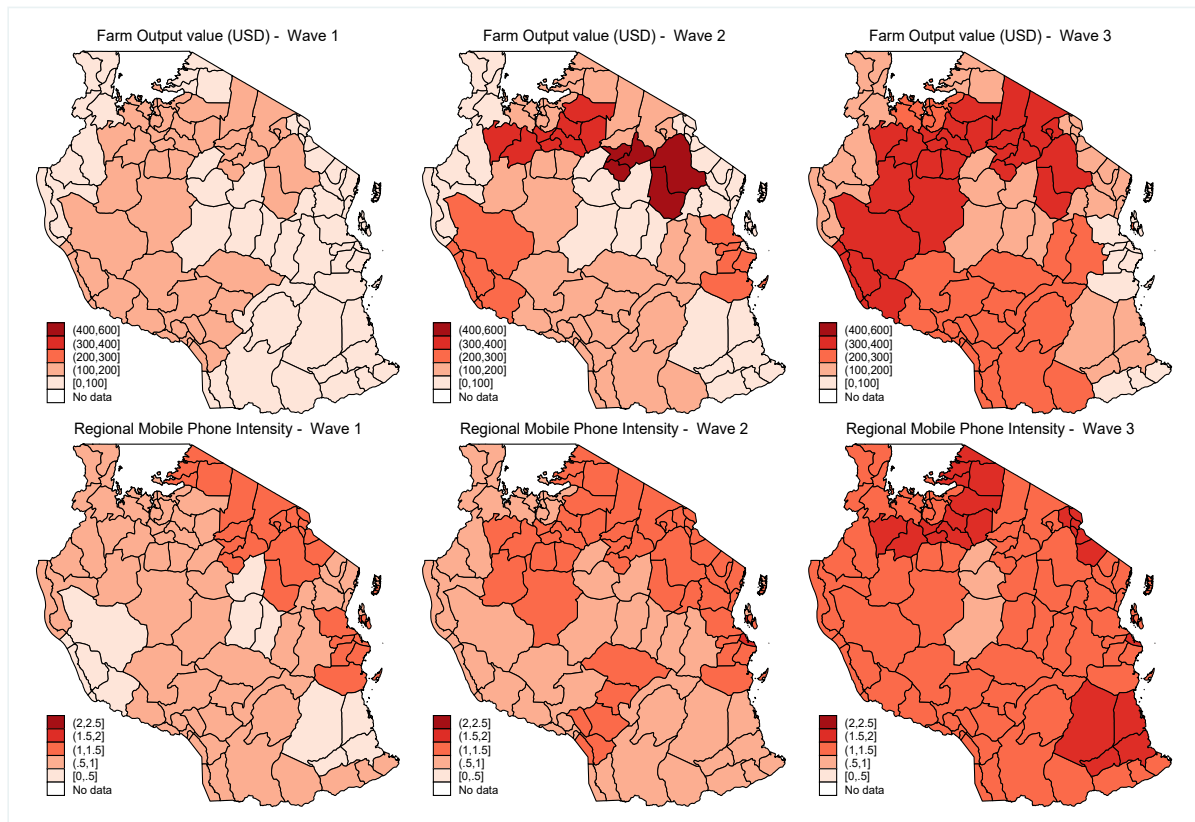 Farm Output value (USD) -  Wave 1
(400,600]
(300,400]
(200,300]
(100,200]
[0,100]
No data
Farm Output value (USD) -  Wave 2
(400,600]
(300,400]
(200,300]
(100,200]
[0,100]
No data
Farm Output value (USD) -  Wave 3
(400,600]
(300,400]
(200,300]
(100,200]
[0,100]
No data
Regional Mobile Phone Intensity -  Wave 1
(2,2.5]
(1.5,2]
(1,1.5]
(.5,1]
[0,.5]
No data
Regional Mobile Phone Intensity -  Wave 2
(2,2.5]
(1.5,2]
(1,1.5]
(.5,1]
[0,.5]
No data
Regional Mobile Phone Intensity -  Wave 3
(2,2.5]
(1.5,2]
(1,1.5]
(.5,1]
[0,.5]
No data